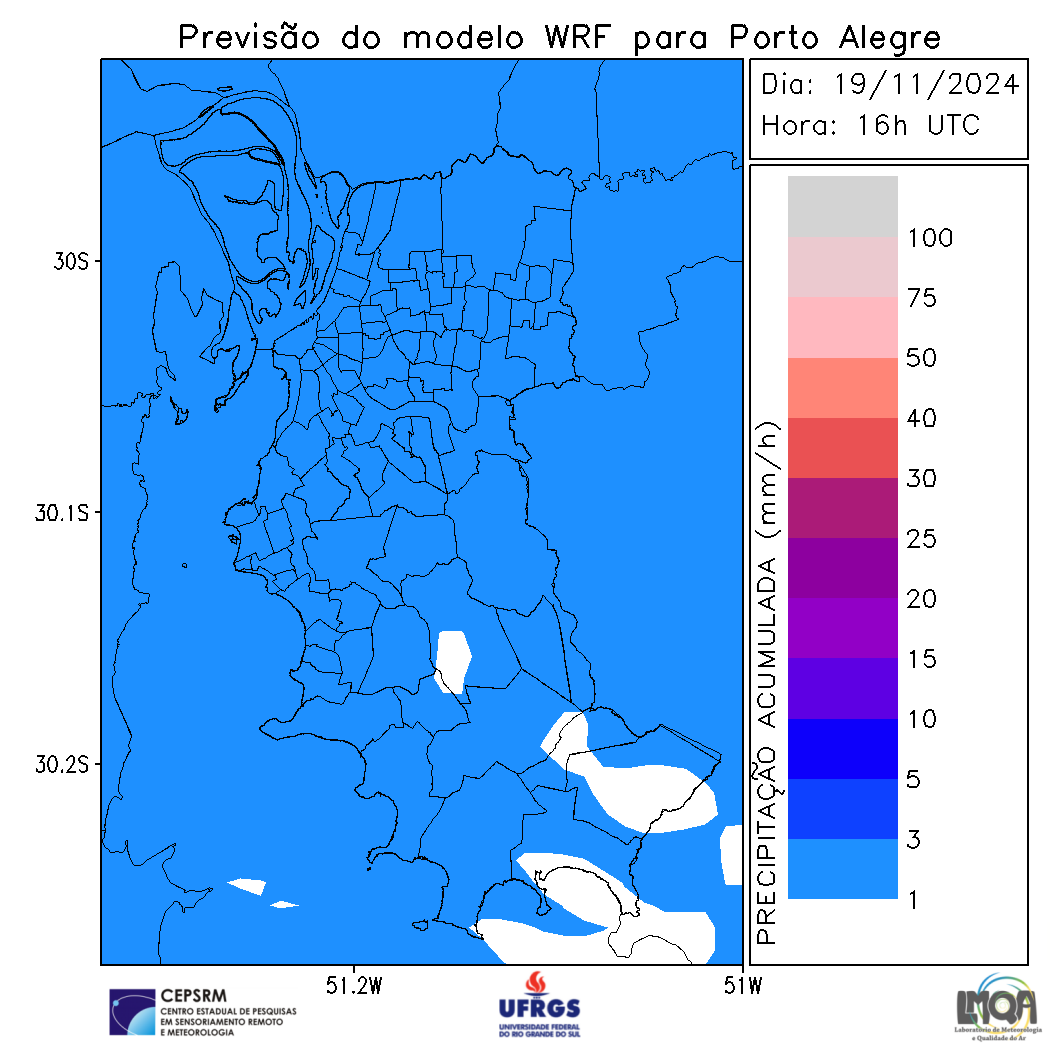 Previsão do modelo WRF para Porto Alegre
Dia: 19/11/2024
Hora: 16h UTC
30S
30.1S
30.2S
51.2W
51W
PRECIPITAÇÃO ACUMULADA (mm/h)
100
75
50
40
30
25
20
15
10
5
3
1
CEPSRM
CENTRO ESTADUAL DE PESQUISAS
EM SENSORIAMENTO REMOTO
E METEOROLOGIA
UFRGS
UNIVERSIDADE FEDERAL
DO RIO GRANDE DO SUL
LMQA
Laboratório de Meteorologia
e Qualidade do Ar